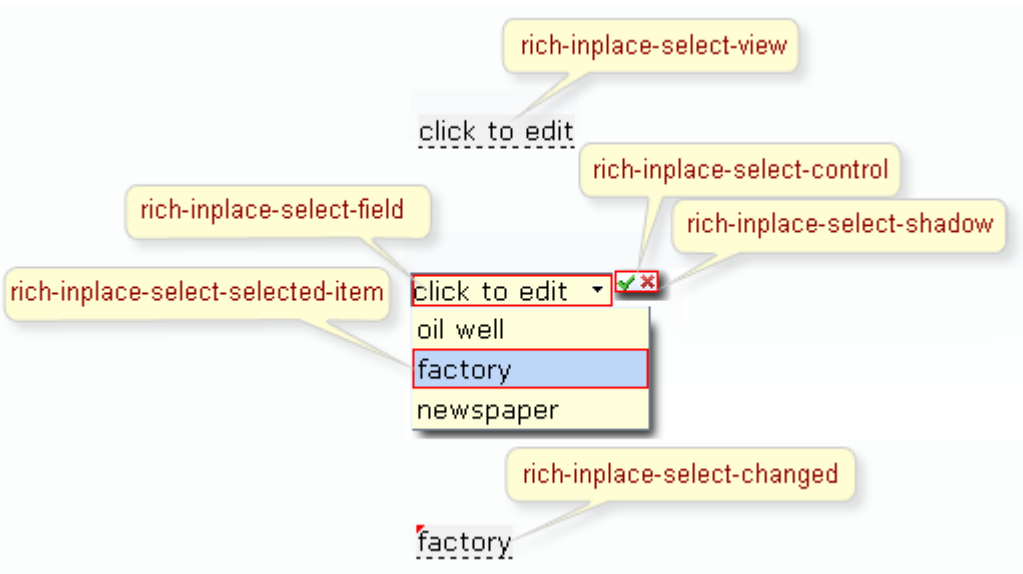 rich-inplace-select-view
click to edit
rich-inplace-select-control
rich-inplace-select-field
rich-inplace-select-shadow
rich-inplace-select-selected-item
click to edit
oil well
factory
newspaper
rich-inplace-select-changed
factory